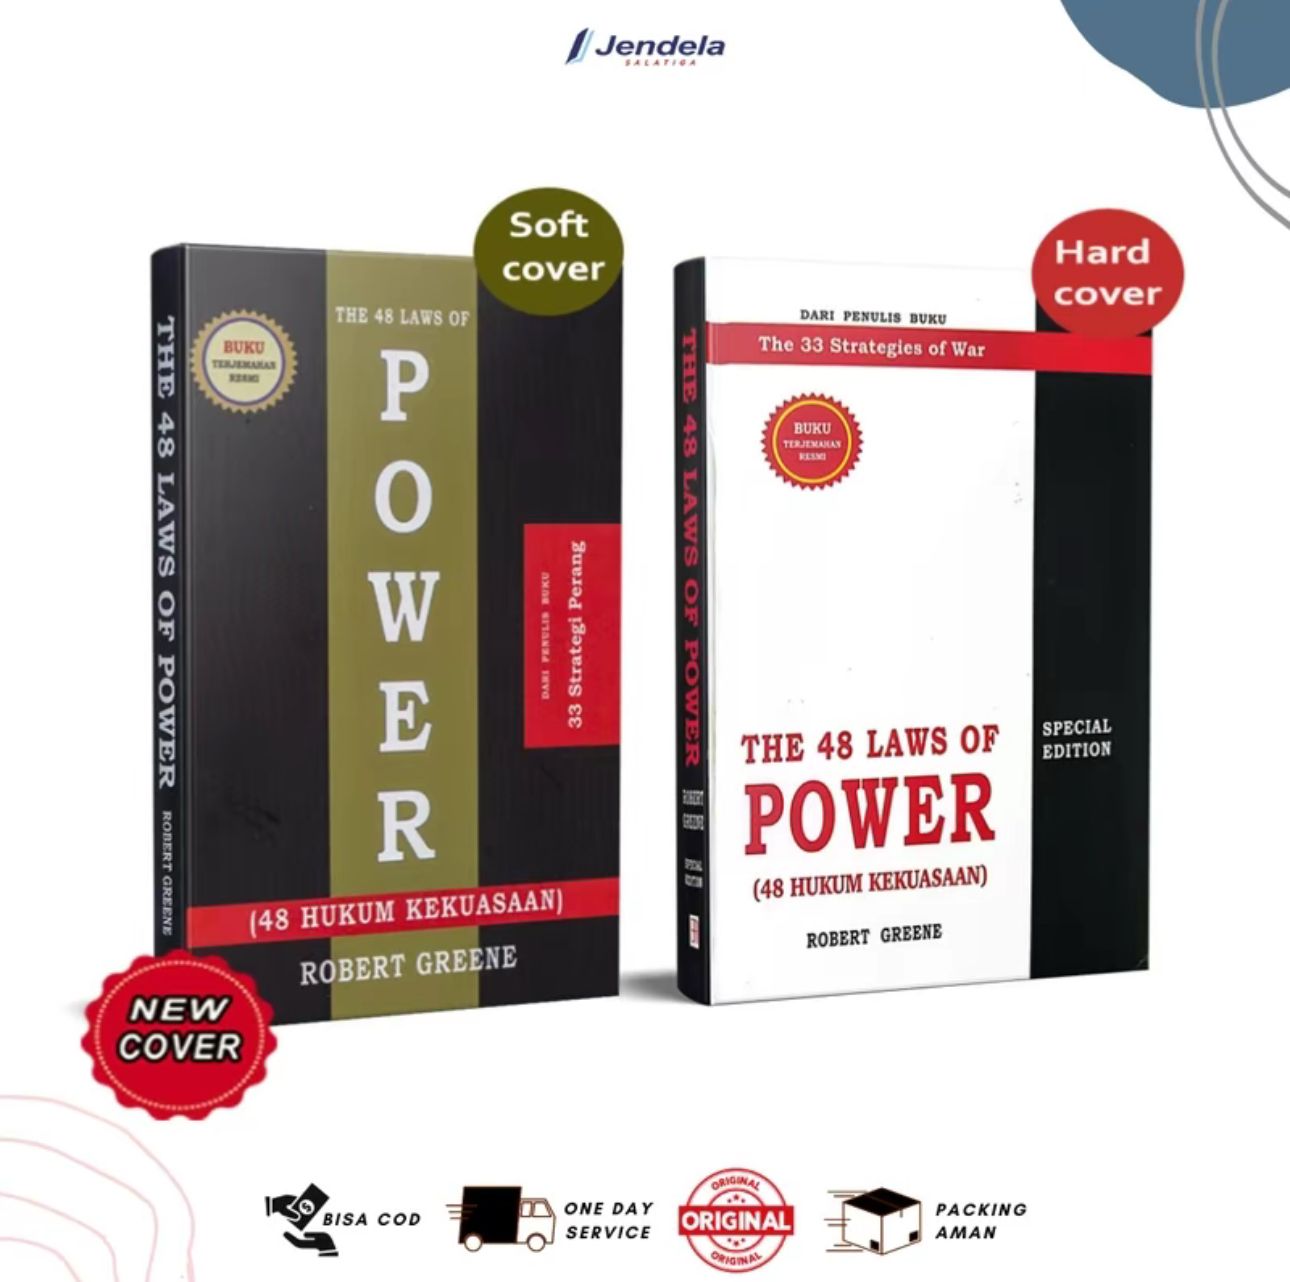 Jendela
SALATIGA
Soft
cover
THE 48 LAWS OF
POWER
BUKU
TERJEMAHAN
RESMI
DARI PENULIS BUKU
33 Strategi Perang
(48 HUKUM KEKUASAAN)
ROBERT GREENE
THE 48 LAWS OF POWER ROBERT GREENE
NEW
COVER
Hard
cover
DARI PENULIS BUKU
The 33 Strategies of War
BUKU
TERJEMAHAN
RESMI
THE 48 LAWS OF
POWER
(48 HUKUM KEKUASAAN)
ROBERT GREENE
SPECIAL
EDITION
THE 48 LAWS OF POWER
ROBERT
GREENE
SPECIAL
EDITION
BISA COD
ONE DAY
SERVICE
ORIGINAL
ORIGINAL
ORIGINAL
PACKING
AMAN